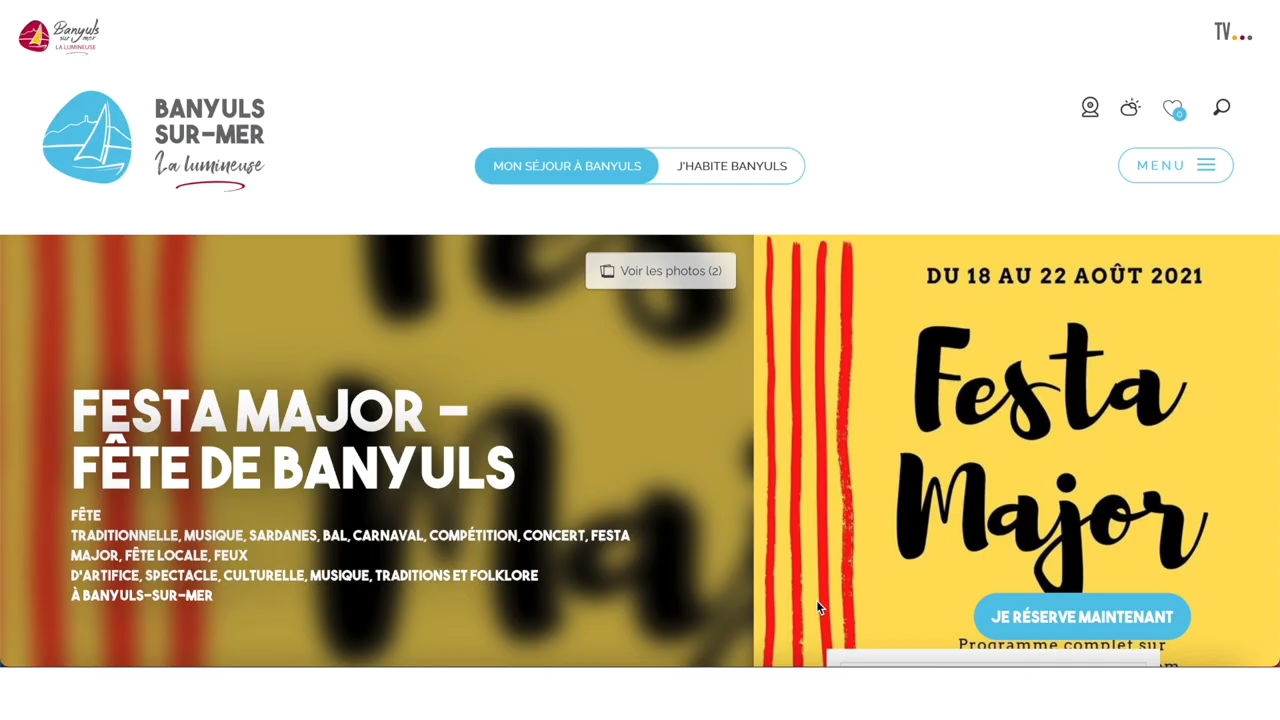 Banyuls
sur mer
LA LUMINEUSE
TV...
BANYULS
SUR-MER
La lumineuse
0
MON SÉJOUR À BANYULS
J'HABITE BANYULS
MENU
Voir les photos (2)
FESTA MAJOR -
FÊTE DE BANYULS
FÊTE
TRADITIONNELLE, MUSIQUE, SARDANES, BAL, CARNAVAL, COMPÉTITION, CONCERT, FESTA
MAJOR, FÊTE LOCALE, FEUX
D'ARTIFICE, SPECTACLE, CULTURELLE, MUSIQUE, TRADITIONS ET FOLKLORE
À BANYULS-SUR-MER
DU 18 AU 22 AOÛT 2021
Festa
Major
JE RÉSERVE MAINTENANT
Programme complet sur